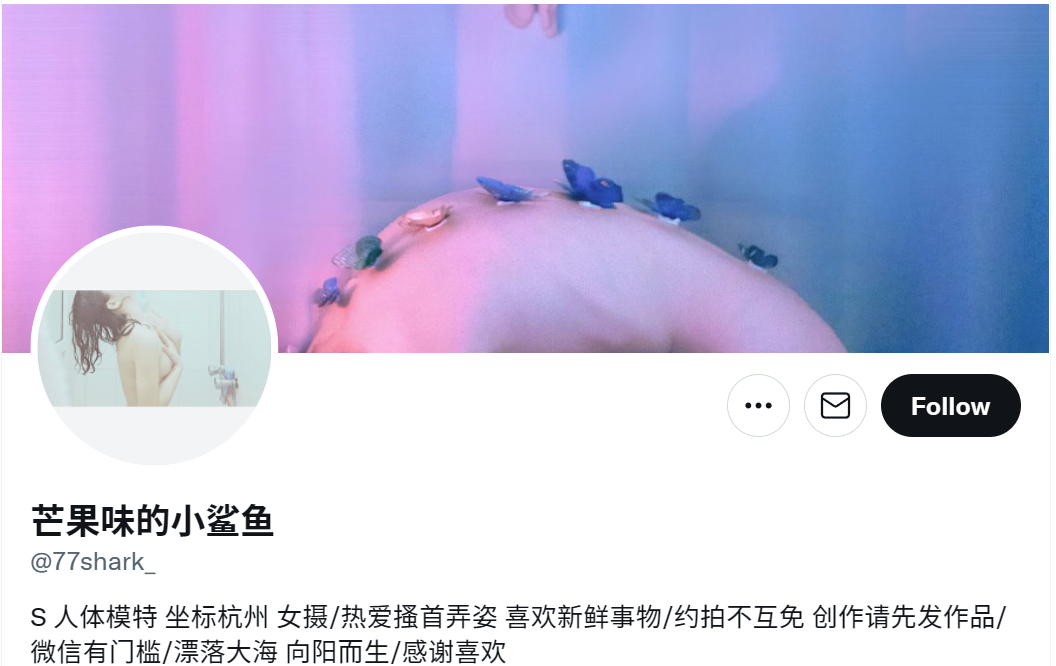 Follow
芒果味的小鲨鱼
@77shark_
S 人体模特 坐标杭州 女摄/热爱搔首弄姿 喜欢新鲜事物/约拍不互免 创作请先发作品/
微信有门槛/漂落大海 向阳而生/感谢喜欢